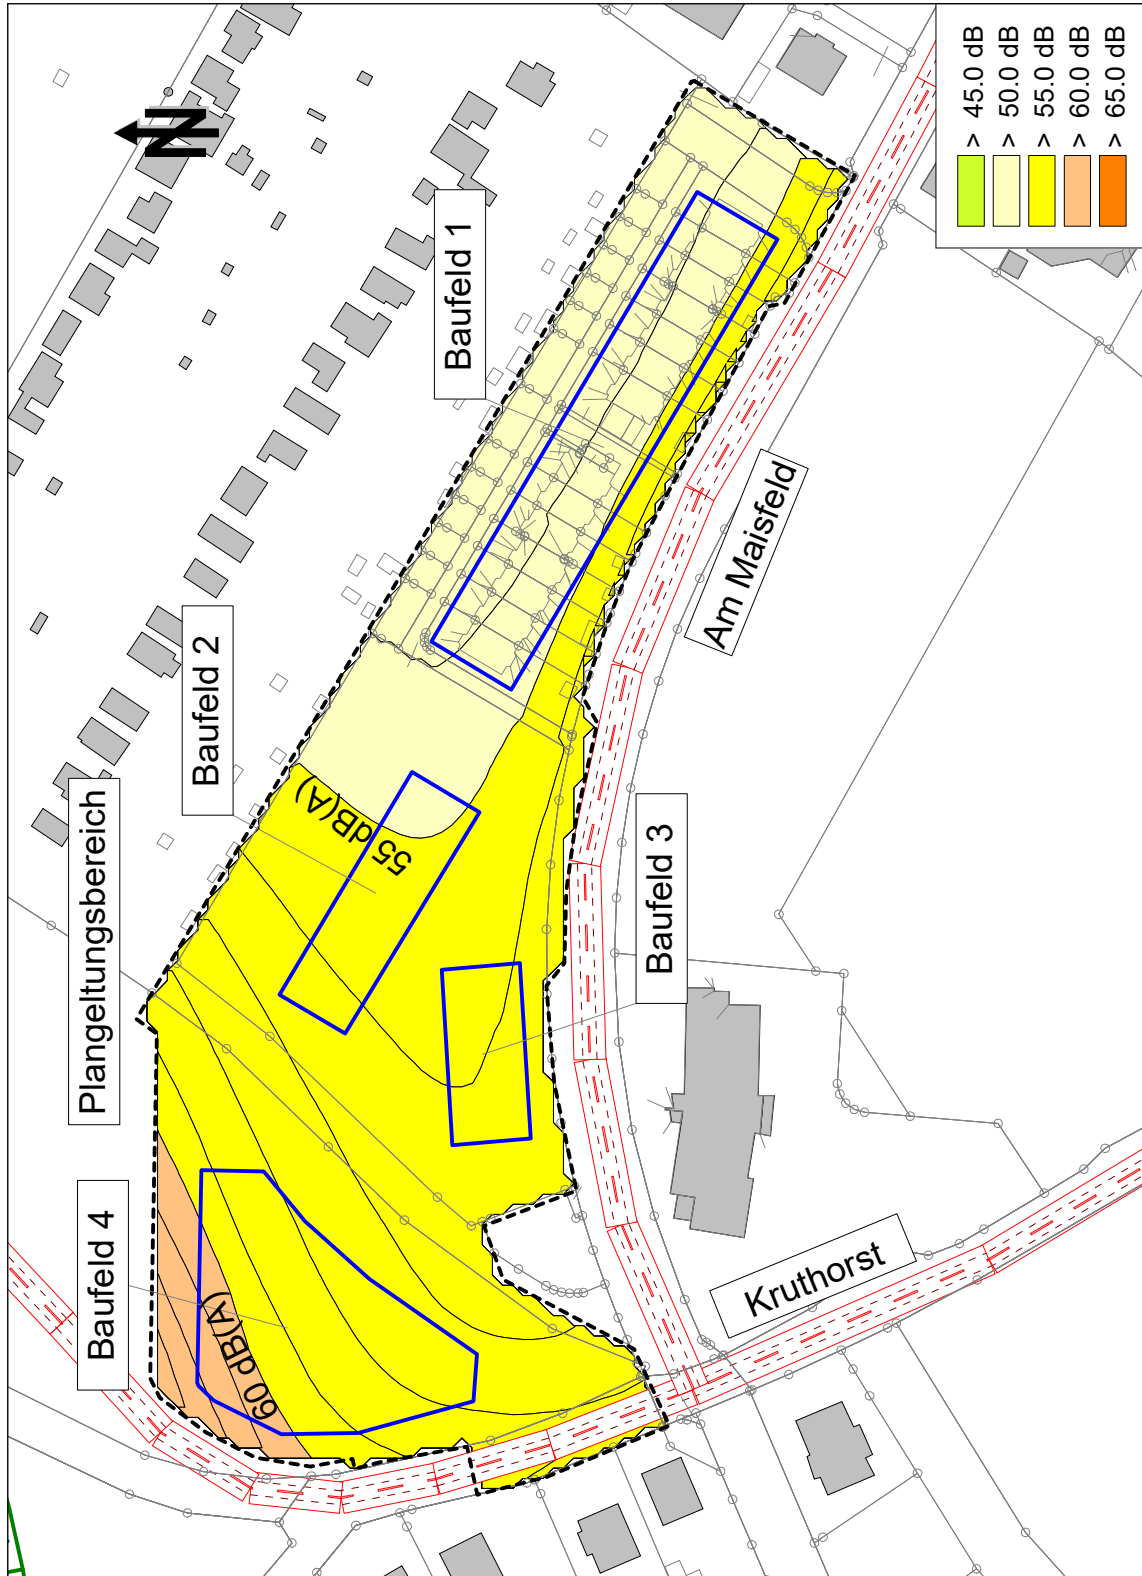 Plangeltungsbereich
Baufeld 4
Baufeld 2
Baufeld 1
60 dB(A)
55 dB(A)
Baufeld 3
Kruthorst
Am Maisfeld
N
> 45.0 dB
> 50.0 dB
> 55.0 dB
> 60.0 dB
> 65.0 dB